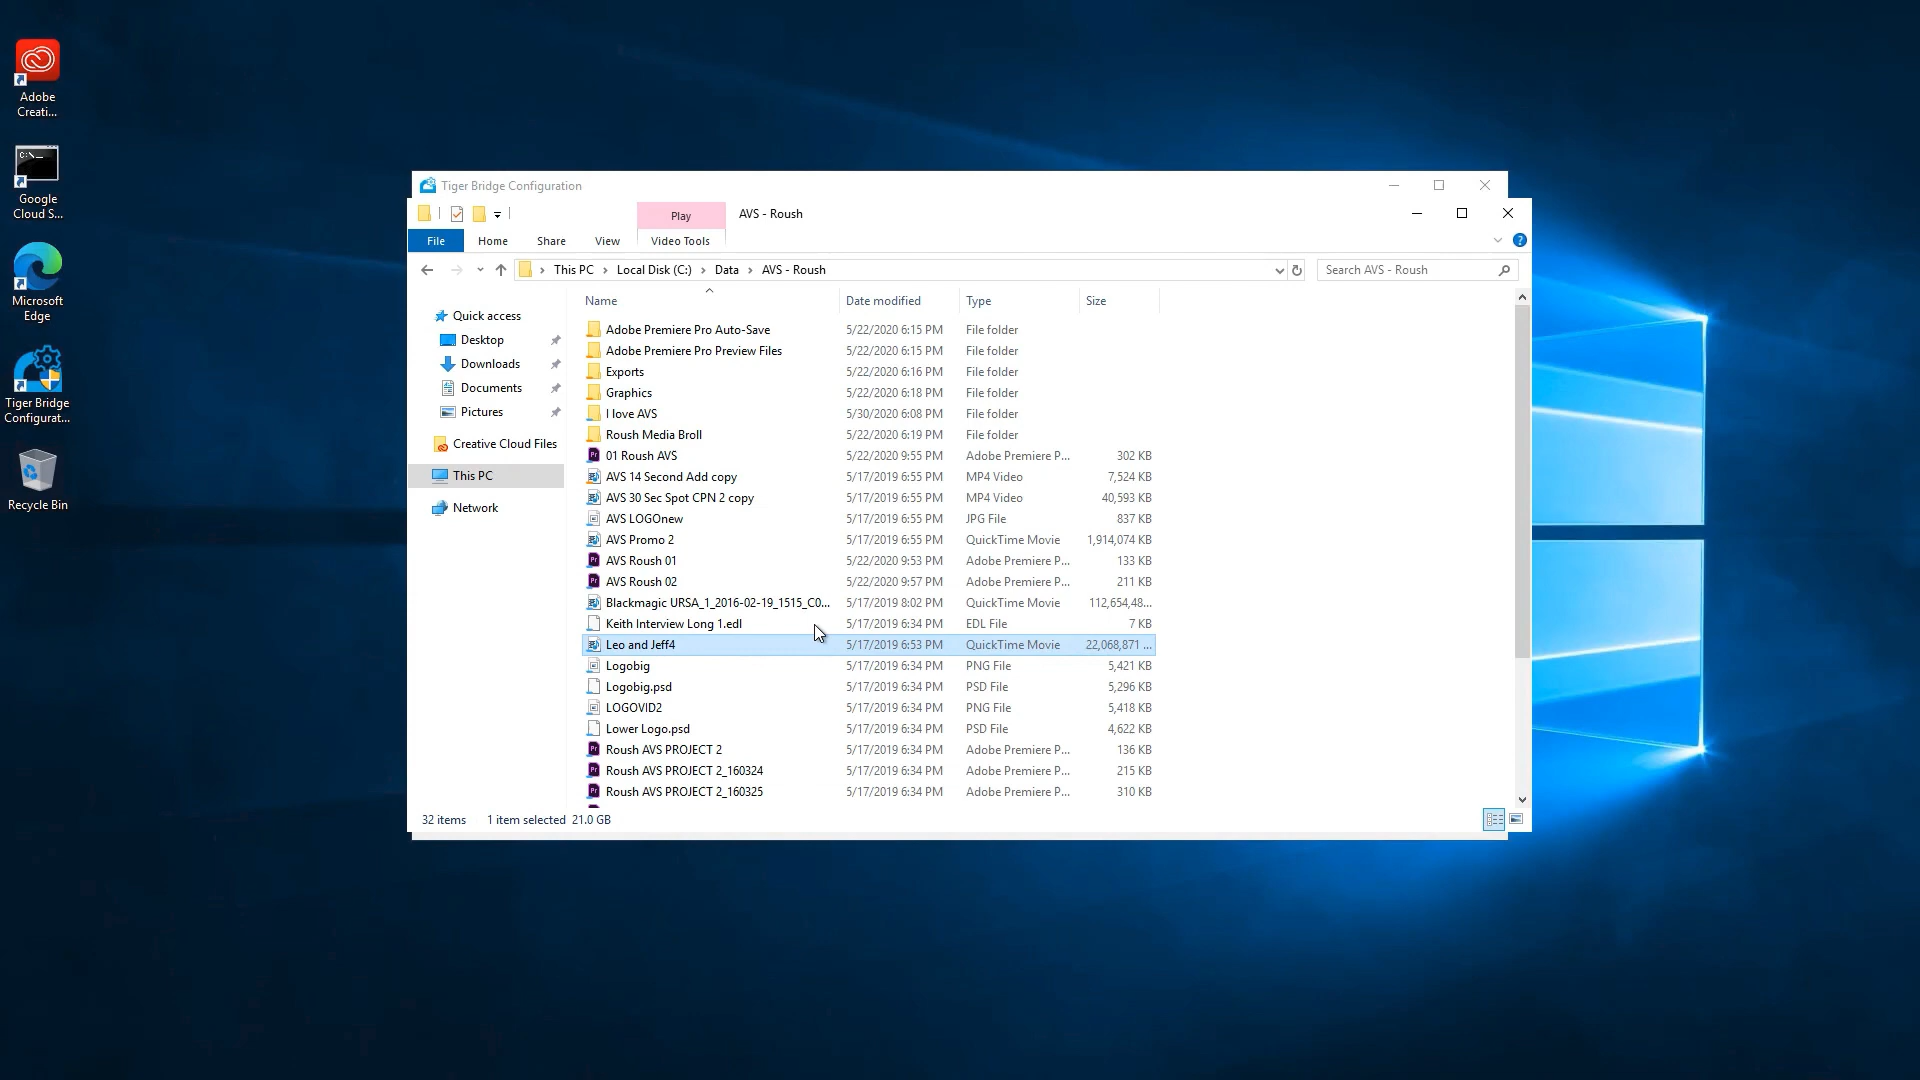 Adobe
Creati...
Google
Cloud S...
Microsoft
Edge
Tiger Bridge
Configurat...
Recycle Bin
Tiger Bridge Configuration
Play
AVS - Roush
File
Home
Share
View
Video Tools
This PC
Local Disk (C:)
Data
AVS - Roush
Search AVS - Roush
Quick access
Desktop
Downloads
Documents
Pictures
Creative Cloud Files
This PC
Network
Name Date modified Type Size
Adobe Premiere Pro Auto-Save 5/22/2020 6:15 PM File folder
Adobe Premiere Pro Preview Files 5/22/2020 6:15 PM File folder
Exports 5/22/2020 6:16 PM File folder
Graphics 5/22/2020 6:18 PM File folder
I love AVS 5/30/2020 6:08 PM File folder
Roush Media Broll 5/22/2020 6:19 PM File folder
01 Roush AVS 5/22/2020 9:55 PM Adobe Premiere P... 302 KB
AVS 14 Second Add copy 5/17/2019 6:55 PM MP4 Video 7,524 KB
AVS 30 Sec Spot CPN 2 copy 5/17/2019 6:55 PM MP4 Video 40,593 KB
AVS LOGOnew 5/17/2019 6:55 PM JPG File 837 KB
AVS Promo 2 5/17/2019 6:55 PM QuickTime Movie 1,914,074 KB
AVS Roush 01 5/22/2020 9:53 PM Adobe Premiere P... 133 KB
AVS Roush 02 5/22/2020 9:57 PM Adobe Premiere P... 211 KB
Blackmagic URSA_1_2016-02-19_1515_C0... 5/17/2019 8:02 PM QuickTime Movie 112,654,48...
Keith Interview Long 1.edl 5/17/2019 6:34 PM EDL File 7 KB
Leo and Jeff4 5/17/2019 6:53 PM QuickTime Movie 22,068,871 ...
Logobig 5/17/2019 6:34 PM PNG File 5,421 KB
Logobig.psd 5/17/2019 6:34 PM PSD File 5,296 KB
LOGOVID2 5/17/2019 6:34 PM PNG File 5,418 KB
Lower Logo.psd 5/17/2019 6:34 PM PSD File 4,622 KB
Roush AVS PROJECT 2 5/17/2019 6:34 PM Adobe Premiere P... 136 KB
Roush AVS PROJECT 2_160324 5/17/2019 6:34 PM Adobe Premiere P... 215 KB
Roush AVS PROJECT 2_160325 5/17/2019 6:34 PM Adobe Premiere P... 310 KB
32 items 1 item selected 21.0 GB